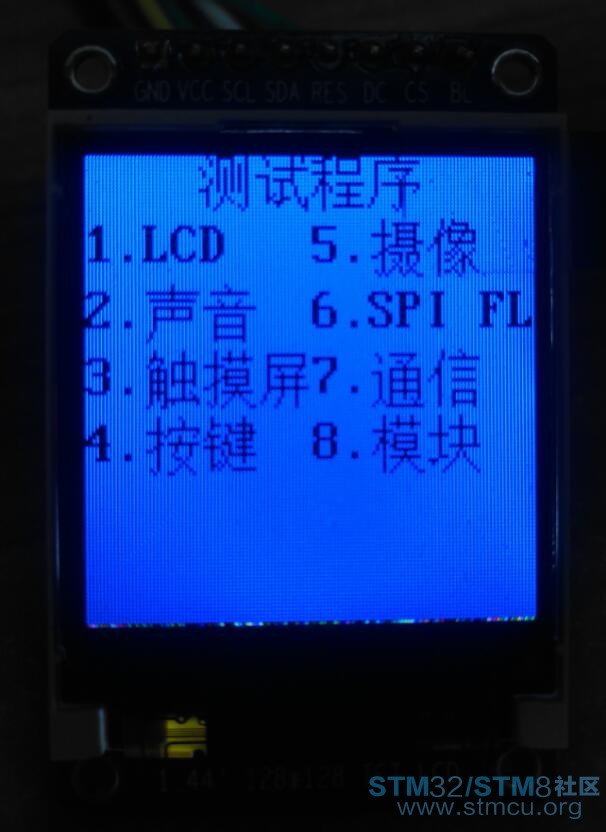 GND VCC SCL SDA RES DC CS BL
测试程序
1.LCD 5.摄像
2.声音 6.SPI FL
3.触摸屏7.通信
4.按键 8.模块
1.44" 128*128 TFT LCD
STM32/STM8社区
www.stmcu.org